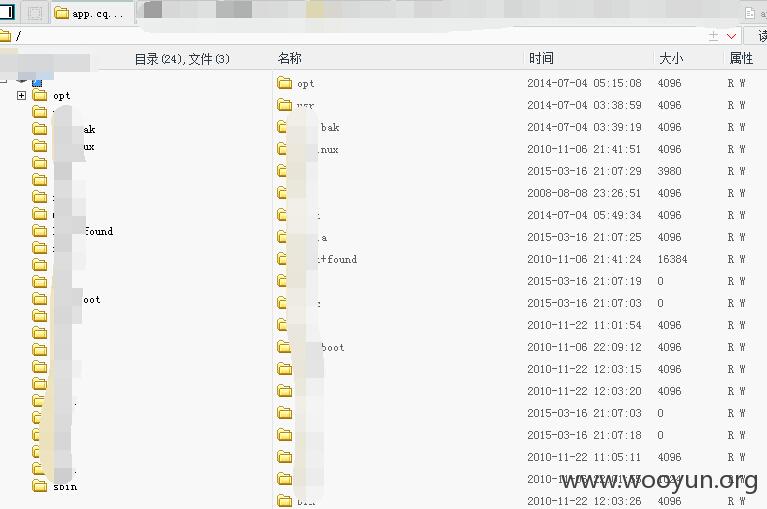 app.cq...
/
读
目录(24),文件(3)
名称 时间 大小 属性
opt
ak
ux
found
oot
sbin
opt 2014-07-04 05:15:08 4096 R W
usr 2014-07-04 03:38:59 4096 R W
bak 2014-07-04 03:39:19 4096 R W
nux 2010-11-06 21:41:51 4096 R W
2015-03-16 21:07:29 3980 R W
2008-08-08 23:26:51 4096 R W
2014-07-04 05:49:34 4096 R W
a 2015-03-16 21:07:25 4096 R W
+found 2010-11-06 21:41:24 16384 R W
2015-03-16 21:07:19 0 R W
2015-03-16 21:07:03 0 R W
2010-11-22 11:01:54 4096 R W
boot 2010-11-06 22:09:12 4096 R W
2010-11-22 12:03:15 4096 R W
2010-11-22 12:03:20 4096 R W
2015-03-16 21:07:03 0 R W
2015-03-16 21:07:18 0 R W
2010-11-22 11:05:11 4096 R W
R W
bin 2010-11-22 12:03:26 4096 R W
www.wooyun.org